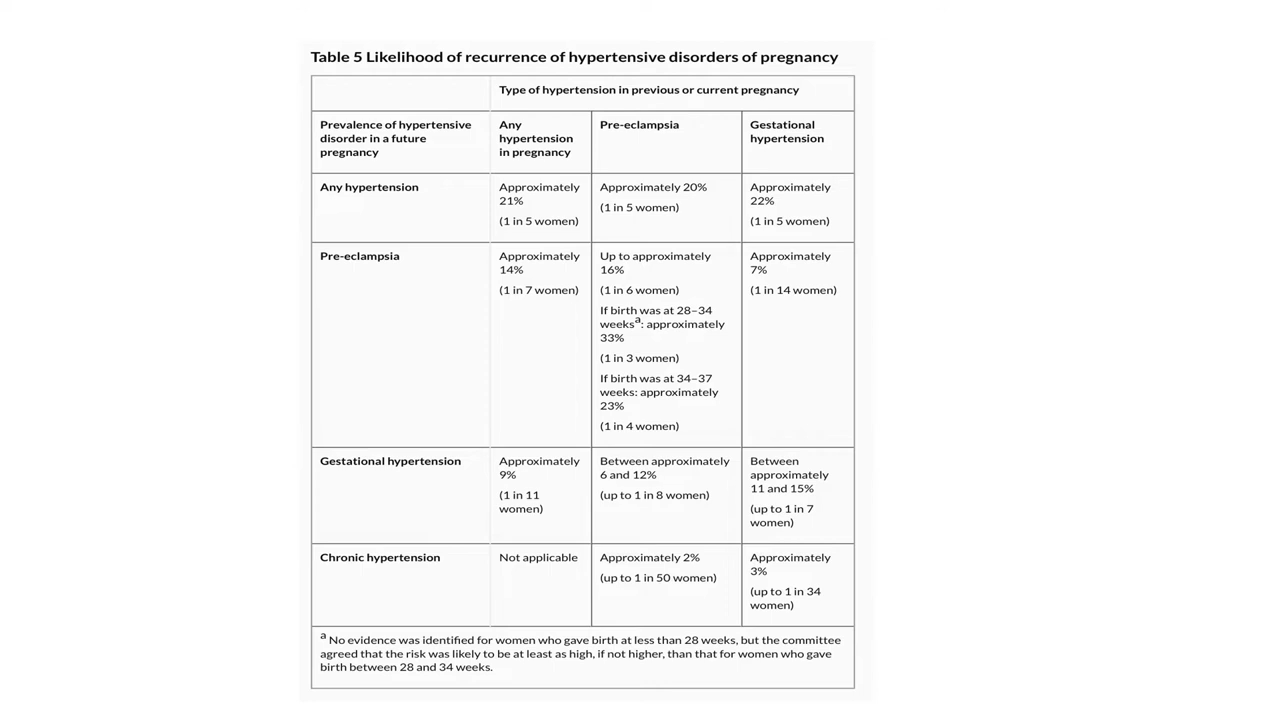 Table 5 Likelihood of recurrence of hypertensive disorders of pregnancy
Type of hypertension in previous or current pregnancy
Prevalence of hypertensive
disorder in a future
pregnancy
Any
hypertension
in pregnancy
Pre-eclampsia
Gestational
hypertension
Any hypertension
Approximately
21%
(1 in 5 women)
Approximately 20%
(1 in 5 women)
Approximately
22%
(1 in 5 women)
Pre-eclampsia
Approximately
14%
(1 in 7 women)
Up to approximately
16%
(1 in 6 women)
If birth was at 28–34
weeksa: approximately
33%
(1 in 3 women)
If birth was at 34–37
weeks: approximately
23%
(1 in 4 women)
Approximately
7%
(1 in 14 women)
Gestational hypertension
Approximately
9%
(1 in 11
women)
Between approximately
6 and 12%
(up to 1 in 8 women)
Between
approximately
11 and 15%
(up to 1 in 7
women)
Chronic hypertension
Not applicable
Approximately 2%
(up to 1 in 50 women)
Approximately
3%
(up to 1 in 34
women)
a No evidence was identified for women who gave birth at less than 28 weeks, but the committee
agreed that the risk was likely to be at least as high, if not higher, than that for women who gave
birth between 28 and 34 weeks.